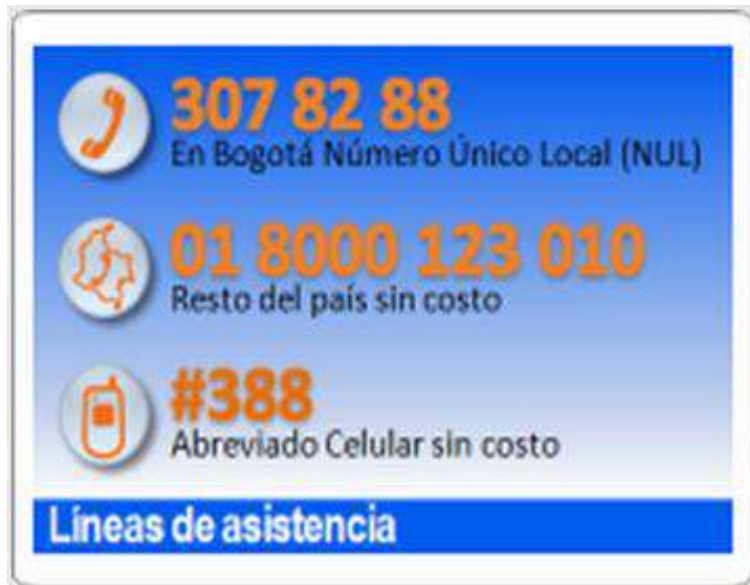 307 82 88
En Bogotá Número Único Local (NUL)
01 8000 123 010
Resto del país sin costo
#388
Abreviado Celular sin costo
Líneas de asistencia